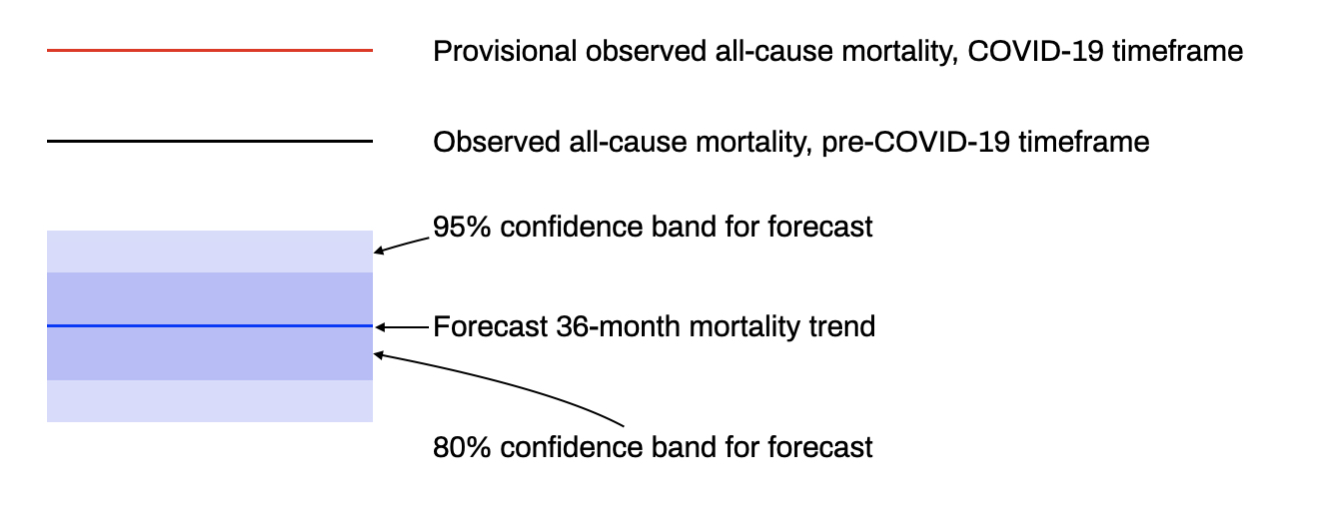 Provisional observed all-cause mortality, COVID-19 timeframe
Observed all-cause mortality, pre-COVID-19 timeframe
95% confidence band for forecast
Forecast 36-month mortality trend
80% confidence band for forecast